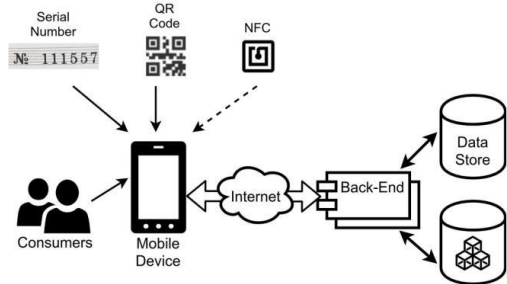 Serial
Number
№ 111557
QR
Code
NFC
Consumers
Mobile
Device
Internet
Back-End
Data
Store